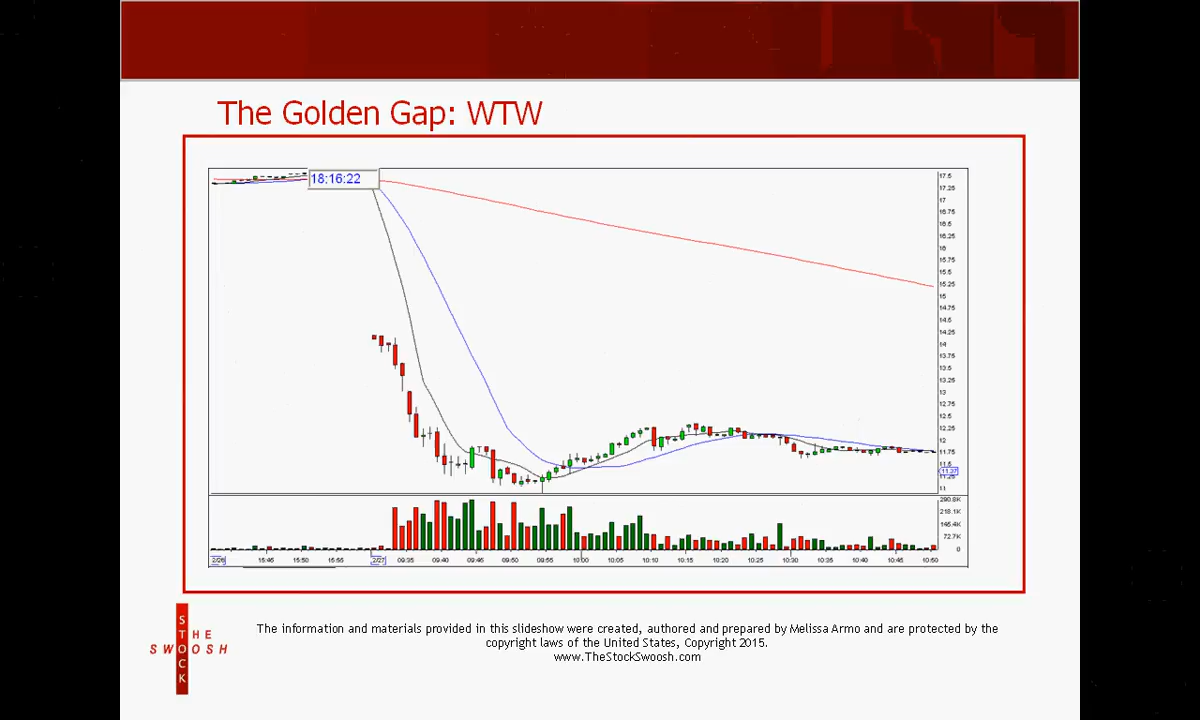 The Golden Gap: WTW
18:16:22
17.5
17.25
17
16.75
16.5
16.25
16
15.75
15.5
15.25
15
14.75
14.5
14.25
14
13.75
13.5
13.25
13
12.75
12.5
12.25
12
11.75
11.5
11.37
11.25
11
290.8K
218.1K
145.4K
72.7K
0
2/26 15:45 15:50 15:55 2/27 09:35 09:40 09:45 09:50 09:55 10:00 10:05 10:10 10:15 10:20 10:25 10:30 10:35 10:40 10:45 10:50
THE
STOCK
SWOOSH
The information and materials provided in this slideshow were created, authored and prepared by Melissa Armo and are protected by the
copyright laws of the United States, Copyright 2015.
www.TheStockSwoosh.com